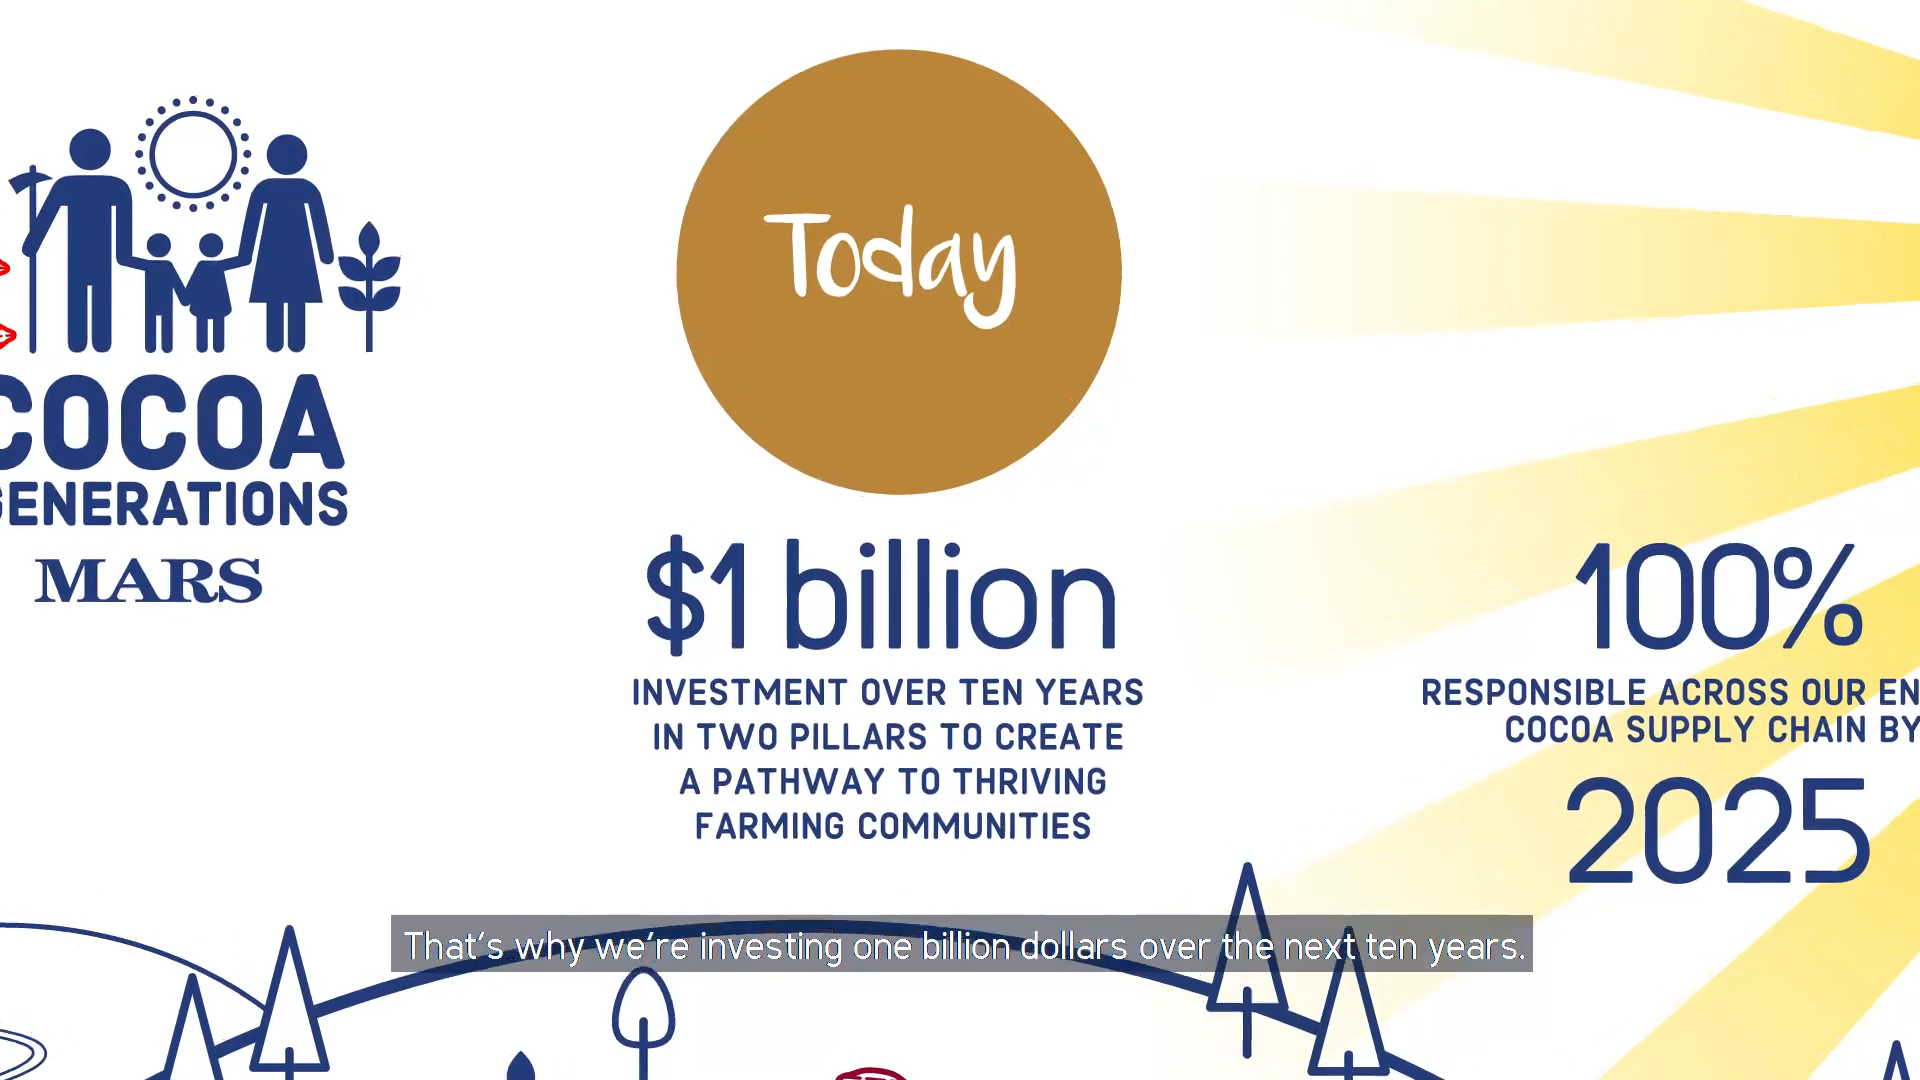 Today
COCOA
GENERATIONS
MARS
$1 billion
INVESTMENT OVER TEN YEARS
IN TWO PILLARS TO CREATE
A PATHWAY TO THRIVING
FARMING COMMUNITIES
100%
RESPONSIBLE ACROSS OUR EN
COCOA SUPPLY CHAIN BY
2025
That's why we're investing one billion dollars over the next ten years.